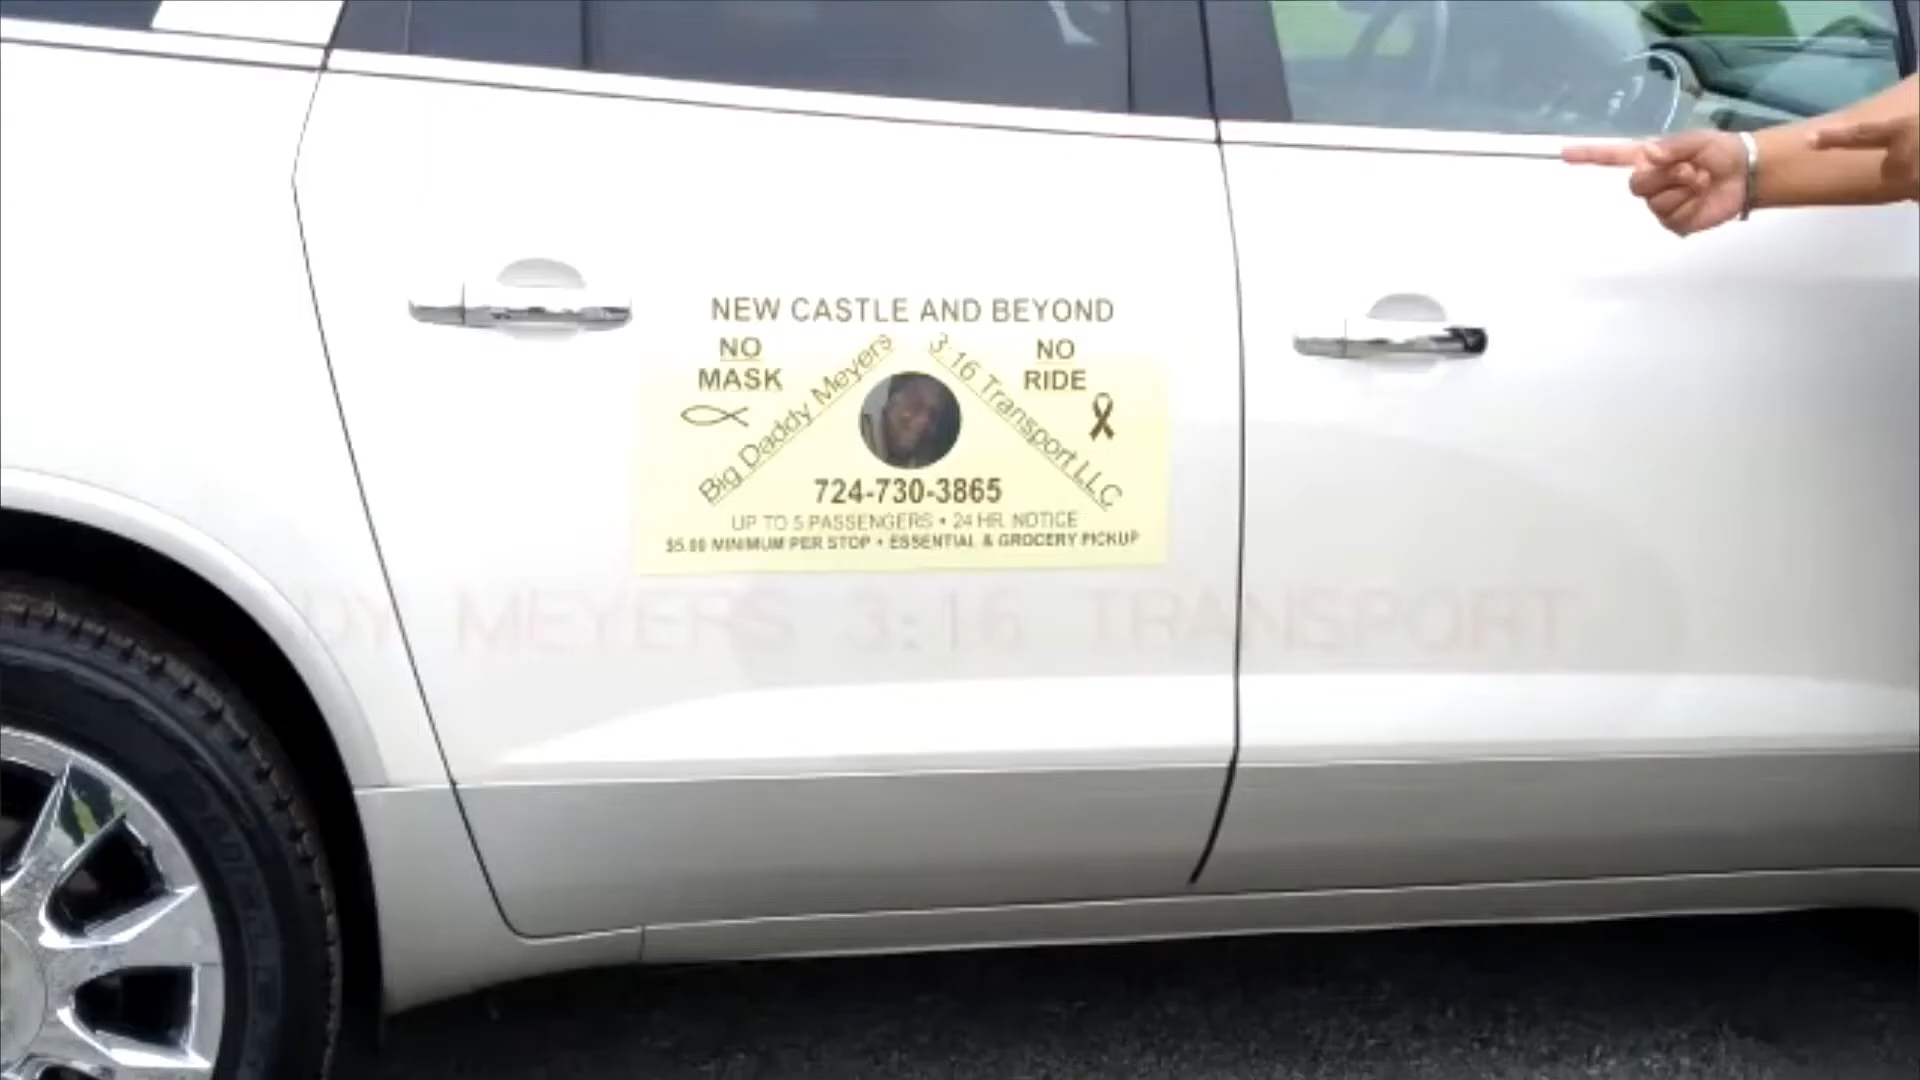 NEW CASTLE AND BEYOND
NO MASK
NO RIDE
Big Daddy Meyers
3:16 Transport LLC
724-730-3865
UP TO 5 PASSENGERS • 24 HR. NOTICE
$5.00 MINIMUM PER STOP • ESSENTIAL & GROCERY PICKUP
DY MEYERS 3:16 TRANSPORT